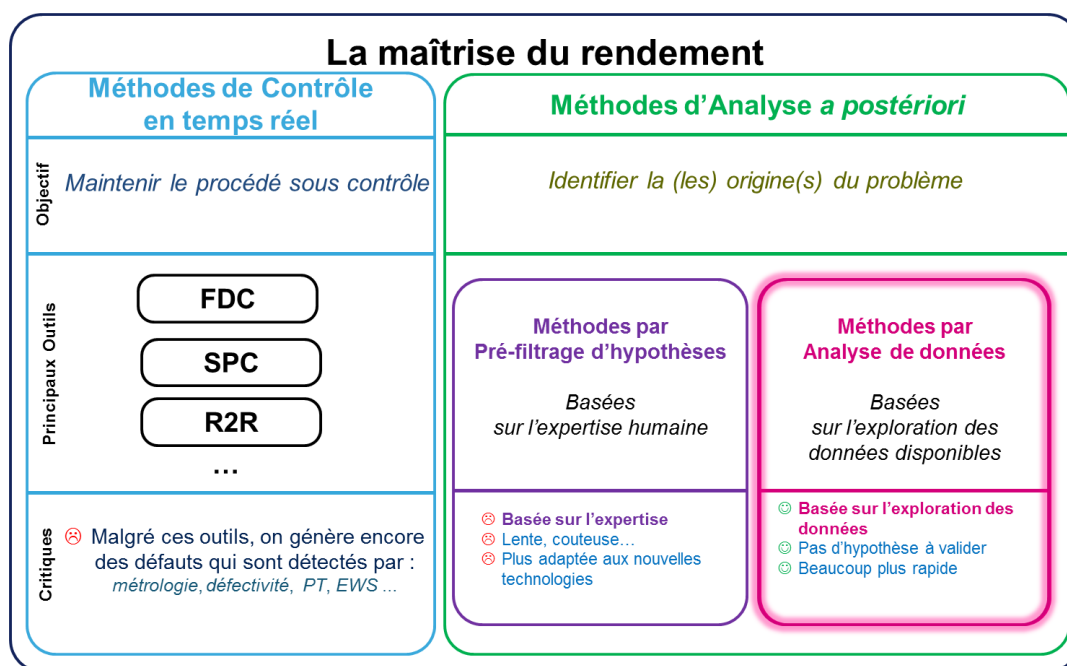 La maîtrise du rendement
Méthodes de Contrôle
en temps réel
Objectif
Maintenir le procédé sous contrôle
Principaux Outils
FDC
SPC
R2R
...
Critiques
Malgré ces outils, on génère encore
des défauts qui sont détectés par :
métrologie, défectivité, PT, EWS ...
Méthodes d'Analyse a postériori
Identifier la (les) origine(s) du problème
Méthodes par
Pré-filtrage d'hypothèses
Basées
sur l'expertise humaine
Basée sur l'expertise
Lente, couteuse...
Plus adaptée aux nouvelles
technologies
Méthodes par
Analyse de données
Basées
sur l'exploration des
données disponibles
Basée sur l'exploration des
données
Pas d'hypothèse à valider
Beaucoup plus rapide